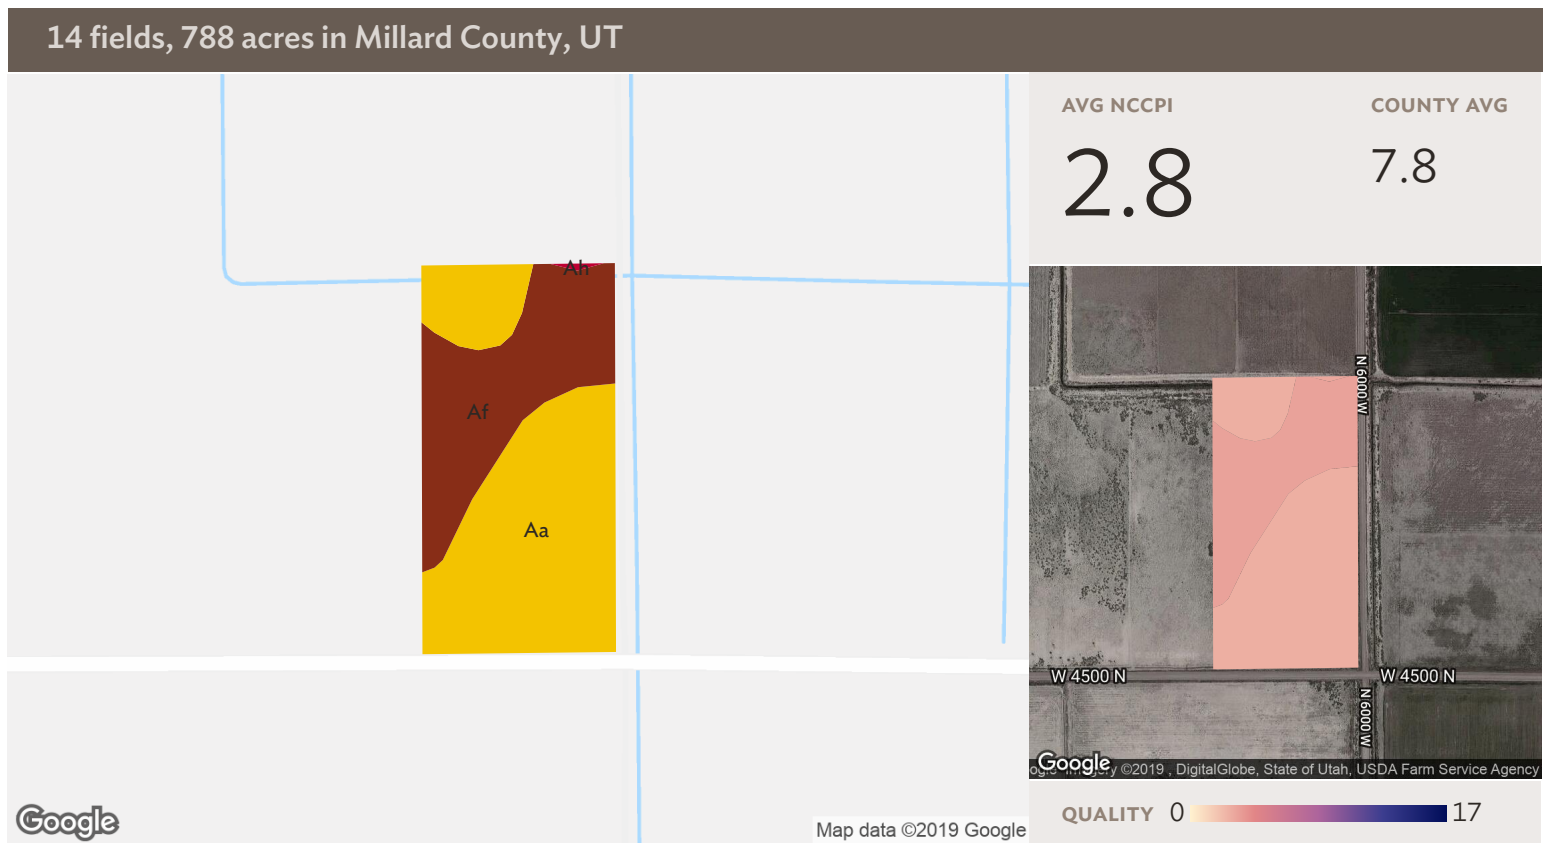 14 fields, 788 acres in Millard County, UT
AVG NCCPI
COUNTY AVG
2.8
7.8
Ah
Af
Aa
N 6000 W
W 4500 N
W 4500 N
N 6000 W
Google
Imagery ©2019 , DigitalGlobe, State of Utah, USDA Farm Service Agency
QUALITY 0 17
Google
Map data ©2019 Google